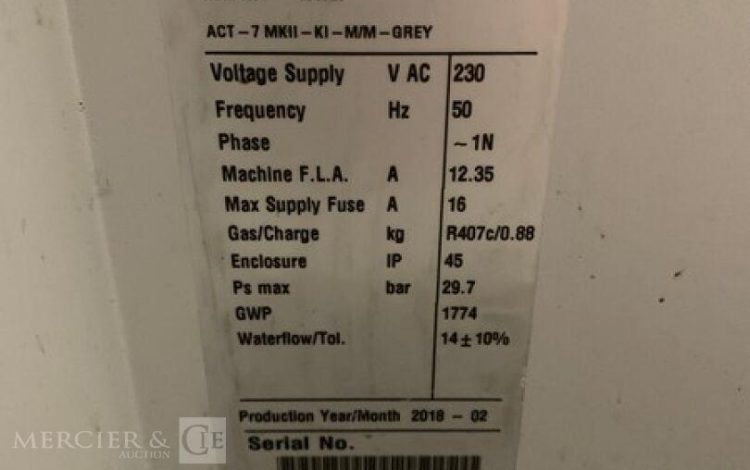 ACT-7 MKII-KI-M/M-GREY
Voltage Supply V AC 230
Frequency Hz 50
Phase ~1N
Machine F.L.A. A 12.35
Max Supply Fuse A 16
Gas/Charge kg R407c/0.88
Enclosure IP 45
Ps max bar 29.7
GWP 1774
Waterflow/Tol. 14±10%
Production Year/Month 2018 - 02
Serial No.
MERCIER & CIE
AUCTION